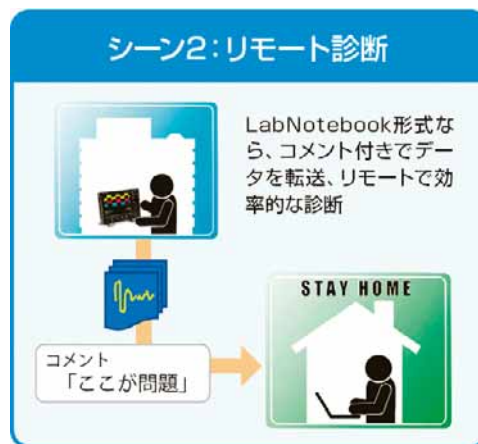 シーン2：リモート診断
LabNotebook形式な
ら、コメント付きでデー
タを転送、リモートで効
率的な診断
STAY HOME
コメント
「ここが問題」